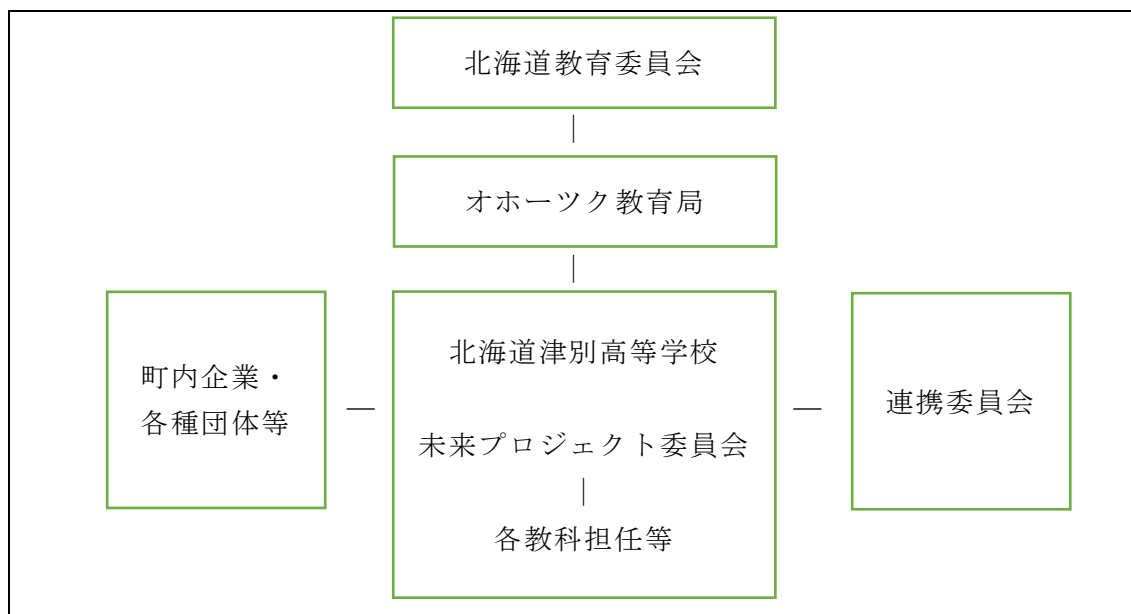 北海道教育委員会
｜
オホーツク教育局
｜
町内企業・
各種団体等
―
北海道津別高等学校
未来プロジェクト委員会
｜
各教科担任等
―
連携委員会